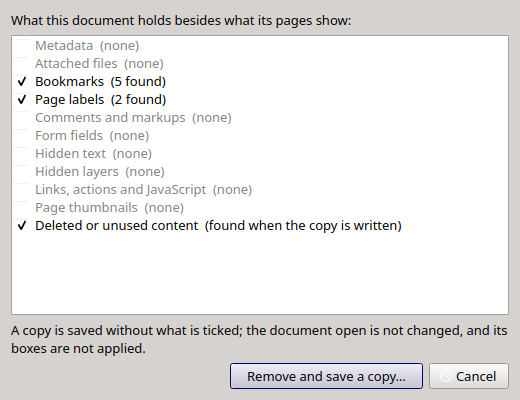 What this document holds besides what its pages show:
Metadata (none)
Attached files (none)
Bookmarks (5 found)
Page labels (2 found)
Comments and markups (none)
Form fields (none)
Hidden text (none)
Hidden layers (none)
Links, actions and JavaScript (none)
Page thumbnails (none)
Deleted or unused content (found when the copy is written)
A copy is saved without what is ticked; the document open is not changed, and its
boxes are not applied.
Remove and save a copy... Cancel